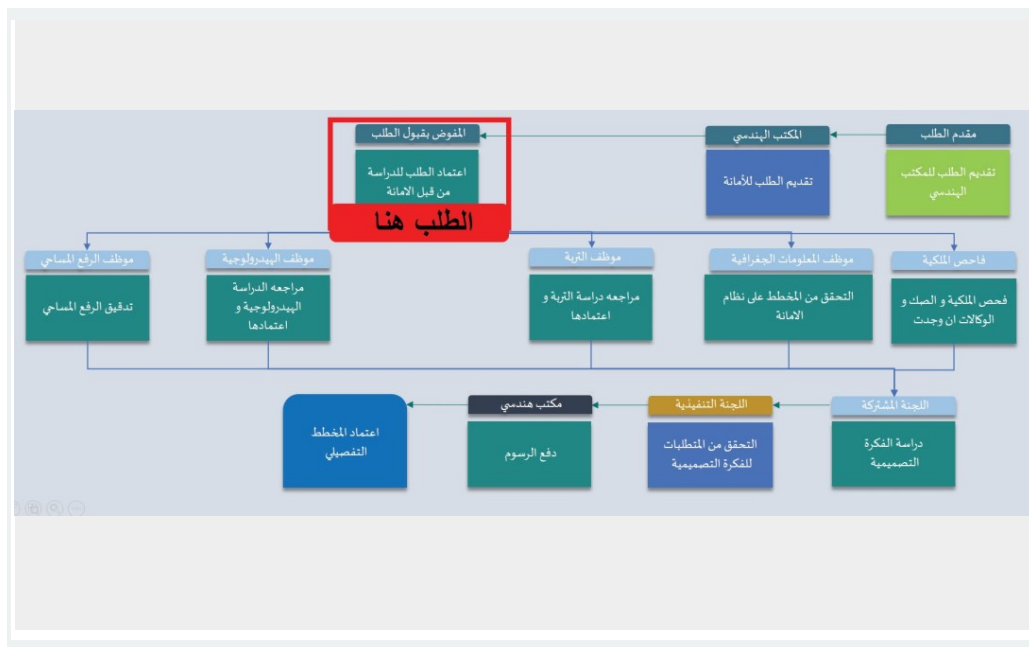 مقدم الطلب
تقديم الطلب للمكتب
الهندسي
المكتب الهندسي
تقديم الطلب للأمانة
المفوض بقبول الطلب
اعتماد الطلب للدراسة
من قبل الامانة
الطلب هنا
فاحص الملكية
فحص الملكية و الصك و
الوكالات ان وجدت
موظف المعلومات الجغرافية
التحقق من المخطط على نظام
الامانة
موظف التربة
مراجعه دراسة التربة و
اعتمادها
موظف الهيدرولوجية
مراجعه الدراسة
الهيدرولوجية و
اعتمادها
موظف الرفع المساحي
تدقيق الرفع المساحي
اللجنة المشتركة
دراسة الفكرة
التصميمية
اللجنة التنفيذية
التحقق من المتطلبات
للفكرة التصميمية
مكتب هندسي
دفع الرسوم
اعتماد المخطط
التفصيلي